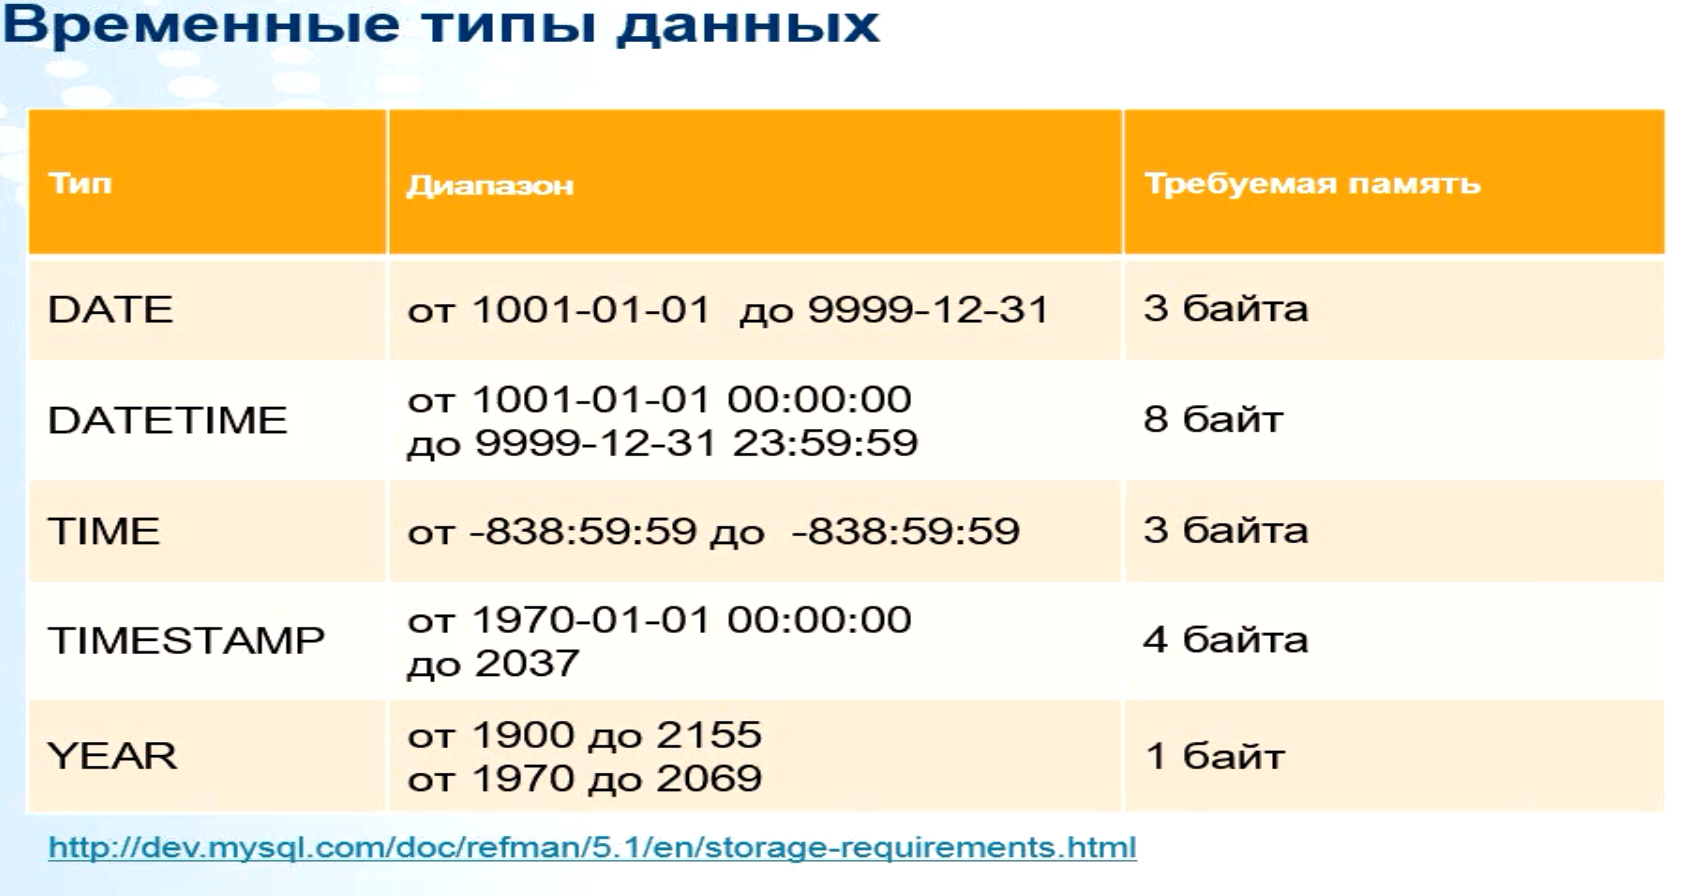 Временные типы данных
Тип Диапазон Требуемая память
DATE от 1001-01-01 до 9999-12-31 3 байта
DATETIME от 1001-01-01 00:00:00 8 байт
до 9999-12-31 23:59:59
TIME от -838:59:59 до -838:59:59 3 байта
TIMESTAMP от 1970-01-01 00:00:00 4 байта
до 2037
YEAR от 1900 до 2155 1 байт
от 1970 до 2069
http://dev.mysql.com/doc/refman/5.1/en/storage-requirements.html